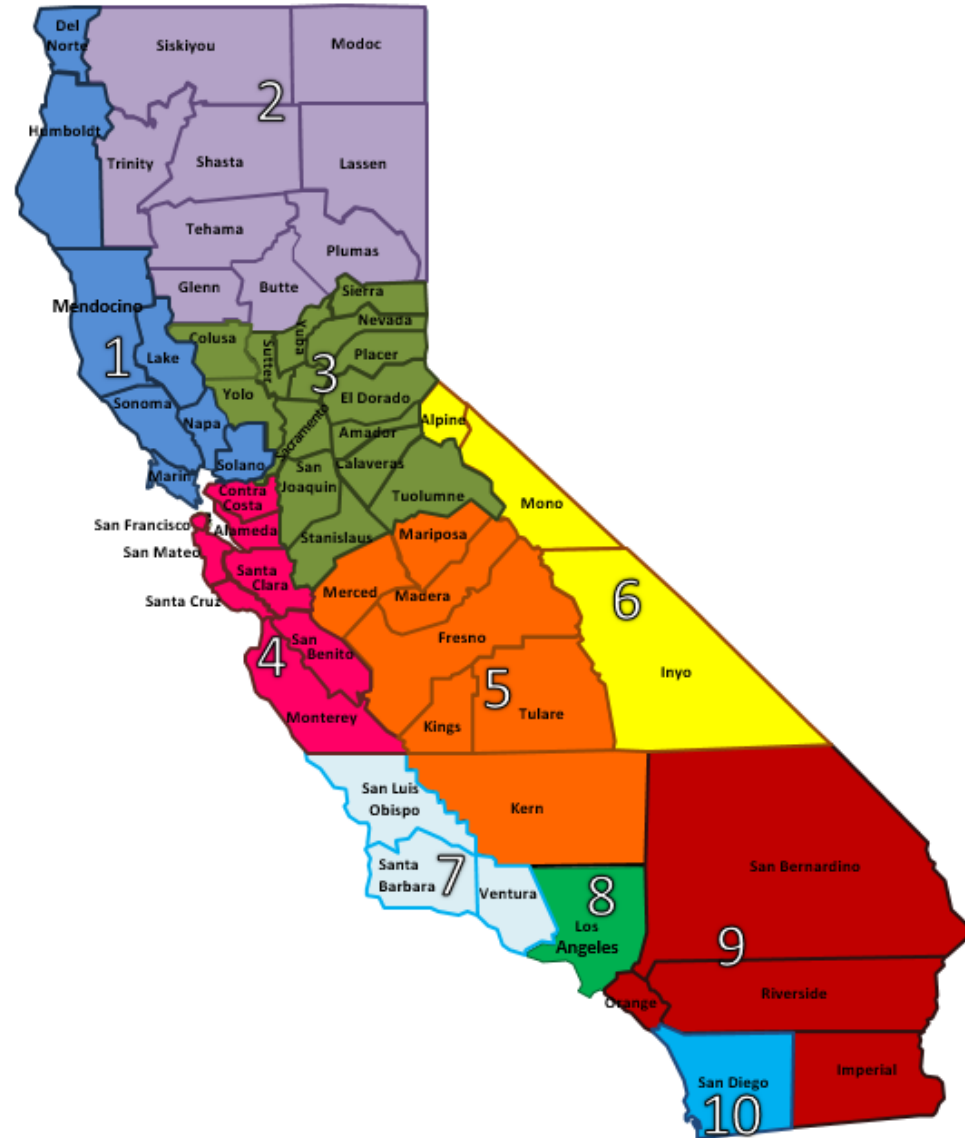 Del
Norte
Siskiyou
Modoc
2
Humboldt
Trinity
Shasta
Lassen
Tehama
Plumas
Glenn
Butte
Sierra
Mendocino
Nevada
Colusa
Yuba
Sutter
Placer
1
Lake
3
Yolo
El Dorado
Sonoma
Napa
Sacramento
Alpine
Amador
Solano
San
Joaquin
Calaveras
Marin
Contra
Costa
Tuolumne
Mono
San Francisco
Alameda
Stanislaus
Mariposa
San Mateo
Santa
Clara
Merced
Madera
6
Santa Cruz
San
Benito
Fresno
4
Inyo
5
Monterey
Kings
Tulare
San Luis
Obispo
Kern
Santa
Barbara
7
Ventura
8
Los
Angeles
San Bernardino
9
Orange
Riverside
San Diego
10
Imperial